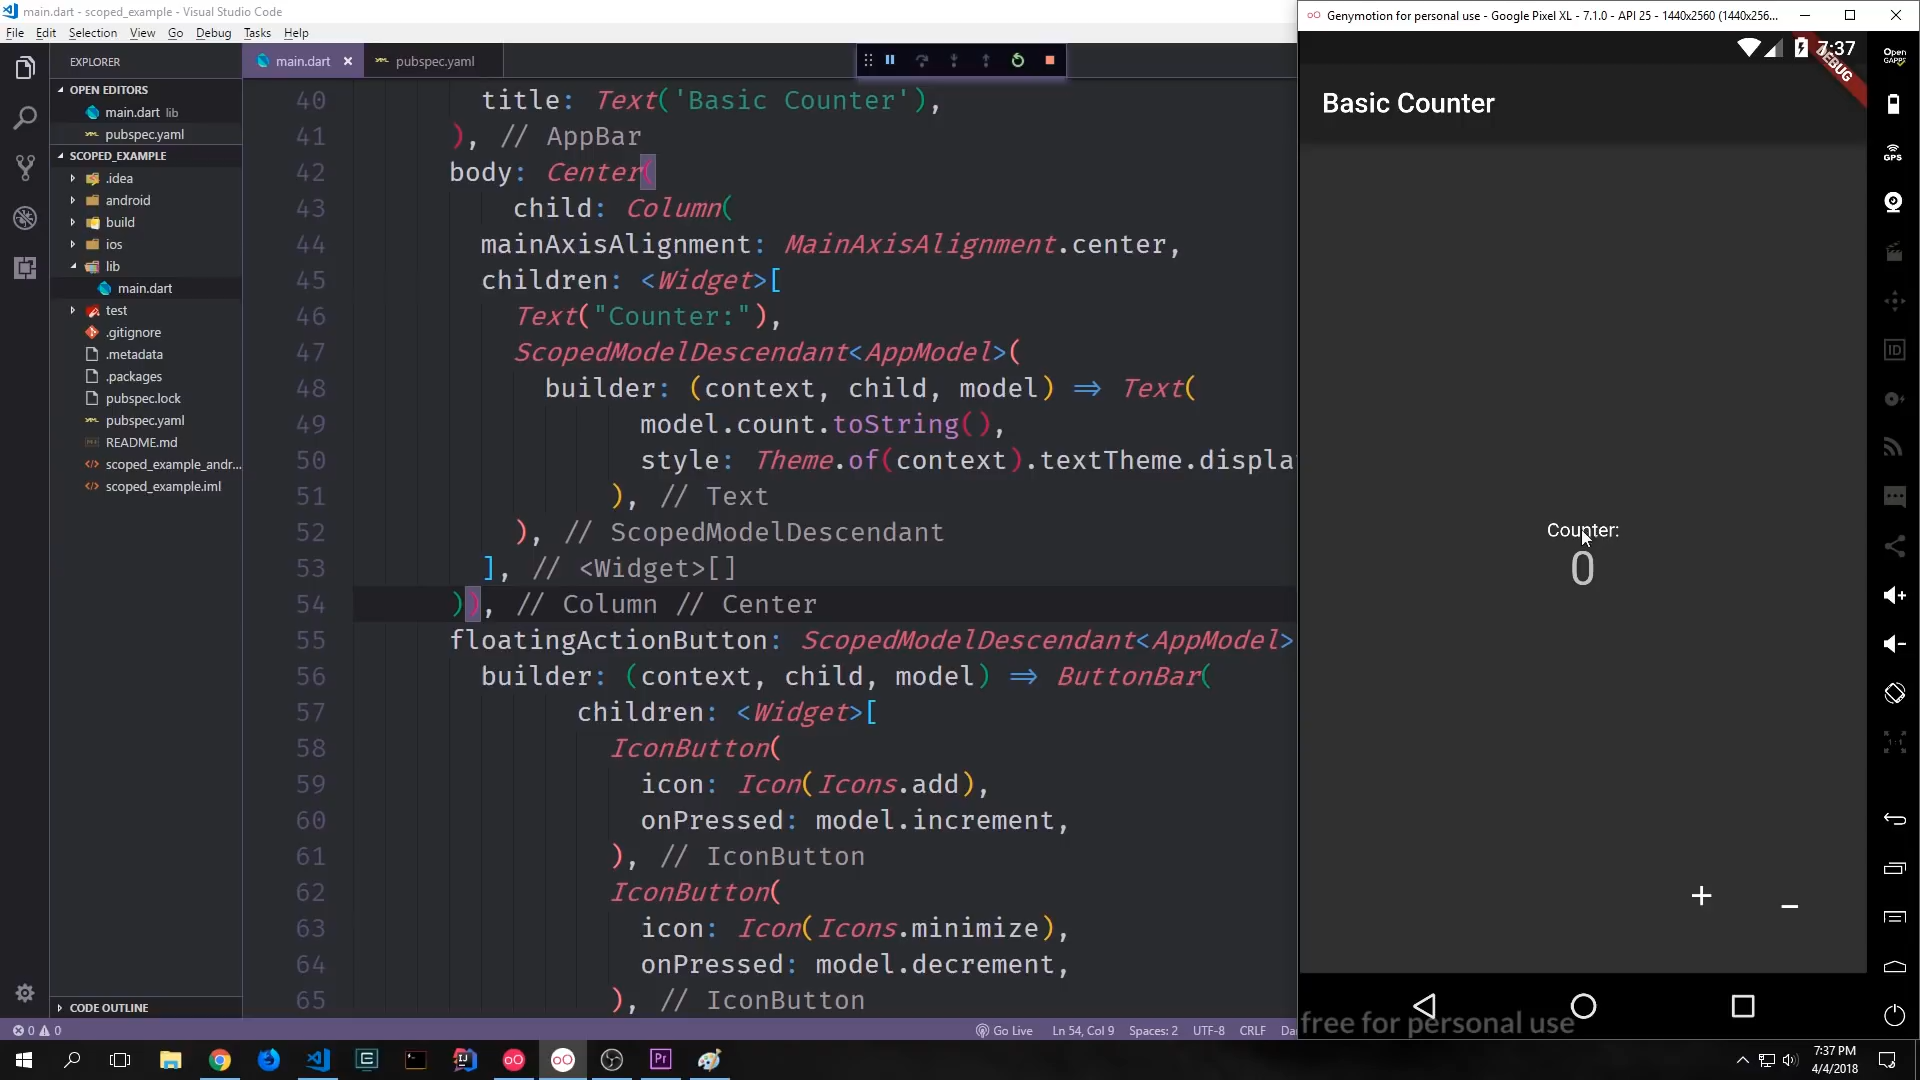 main.dart - scoped_example - Visual Studio Code
File Edit Selection View Go Debug Tasks Help
EXPLORER
OPEN EDITORS
main.dart lib
pubspec.yaml
SCOPED_EXAMPLE
.idea
android
build
ios
lib
main.dart
test
.gitignore
.metadata
.packages
pubspec.lock
pubspec.yaml
README.md
scoped_example_andr...
scoped_example.iml
CODE OUTLINE
main.dart
pubspec.yaml
40 title: Text('Basic Counter'),
41 ), // AppBar
42 body: Center(
43 child: Column(
44 mainAxisAlignment: MainAxisAlignment.center,
45 children: <Widget>[
46 Text("Counter:"),
47 ScopedModelDescendant<AppModel>(
48 builder: (context, child, model) => Text(
49 model.count.toString(),
50 style: Theme.of(context).textTheme.displa
51 ), // Text
52 ), // ScopedModelDescendant
53 ], // <Widget>[]
54 )), // Column // Center
55 floatingActionButton: ScopedModelDescendant<AppModel>
56 builder: (context, child, model) => ButtonBar(
57 children: <Widget>[
58 IconButton(
59 icon: Icon(Icons.add),
60 onPressed: model.increment,
61 ), // IconButton
62 IconButton(
63 icon: Icon(Icons.minimize),
64 onPressed: model.decrement,
65 ), // IconButton
0 0 Go Live Ln 54, Col 9 Spaces: 2 UTF-8 CRLF Da
Genymotion for personal use - Google Pixel XL - 7.1.0 - API 25 - 1440x2560 (1440x256...
7:37
DEBUG
Basic Counter
Counter:
0
+ –
free for personal use
Open
GAPPS
GPS
ID
1:1
7:37 PM
4/4/2018